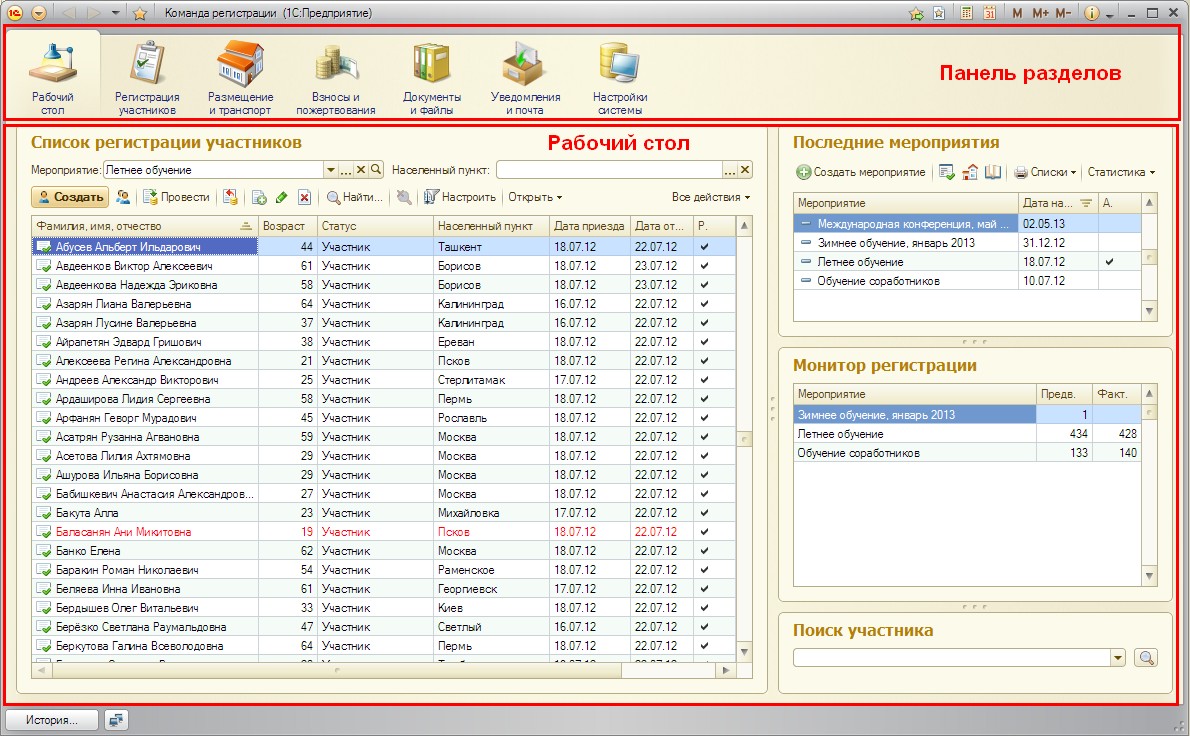 Команда регистрации (1С:Предприятие)
M M+ M-
Рабочий стол
Регистрация участников
Размещение и транспорт
Взносы и пожертвования
Документы и файлы
Уведомления и почта
Настройки системы
Панель разделов
Список регистрации участников
Рабочий стол
Мероприятие: Летнее обучение ... Населенный пункт: ...
Создать Провести Найти... Настроить Открыть Все действия
Фамилия, имя, отчество Возраст Статус Населенный пункт Дата приезда Дата от... Р.
Абусев Альберт Ильдарович 44 Участник Ташкент 18.07.12 22.07.12
Авдеенков Виктор Алексеевич 61 Участник Борисов 18.07.12 23.07.12
Авдеенкова Надежда Эриковна 58 Участник Борисов 18.07.12 23.07.12
Азарян Лиана Валерьевна 64 Участник Калининград 16.07.12 22.07.12
Азарян Лусине Валерьевна 37 Участник Калининград 16.07.12 22.07.12
Айрапетян Эдвард Гришович 38 Участник Ереван 18.07.12 22.07.12
Алексеева Регина Александровна 21 Участник Псков 18.07.12 22.07.12
Андреев Александр Викторович 25 Участник Стерлитамак 17.07.12 22.07.12
Ардаширова Лидия Сергеевна 58 Участник Пермь 18.07.12 22.07.12
Арфанян Геворг Мурадович 45 Участник Рославль 18.07.12 22.07.12
Асатрян Рузанна Агвановна 59 Участник Москва 18.07.12 22.07.12
Асетова Лилия Ахтямовна 29 Участник Москва 18.07.12 22.07.12
Ашурова Ильяна Борисовна 29 Участник Москва 18.07.12 22.07.12
Бабишкевич Анастасия Александров... 27 Участник Москва 18.07.12 22.07.12
Бакута Алла 23 Участник Михайловка 17.07.12 22.07.12
Баласанян Ани Микитовна 19 Участник Псков 18.07.12 22.07.12
Банко Елена 62 Участник Москва 18.07.12 22.07.12
Баракин Роман Николаевич 54 Участник Раменское 18.07.12 22.07.12
Беляева Инна Ивановна 61 Участник Георгиевск 17.07.12 22.07.12
Бердышев Олег Витальевич 33 Участник Киев 18.07.12 22.07.12
Берёзко Светлана Раумальдовна 47 Участник Светлый 16.07.12 22.07.12
Беркутова Галина Всеволодовна 64 Участник Пермь 18.07.12 22.07.12
Последние мероприятия
Создать мероприятие Списки Статистика
Мероприятие Дата на... А.
Международная конференция, май ... 02.05.13
Зимнее обучение, январь 2013 31.12.12
Летнее обучение 18.07.12
Обучение соработников 10.07.12
Монитор регистрации
Мероприятие Предв. Факт.
Зимнее обучение, январь 2013 1
Летнее обучение 434 428
Обучение соработников 133 140
Поиск участника
История...